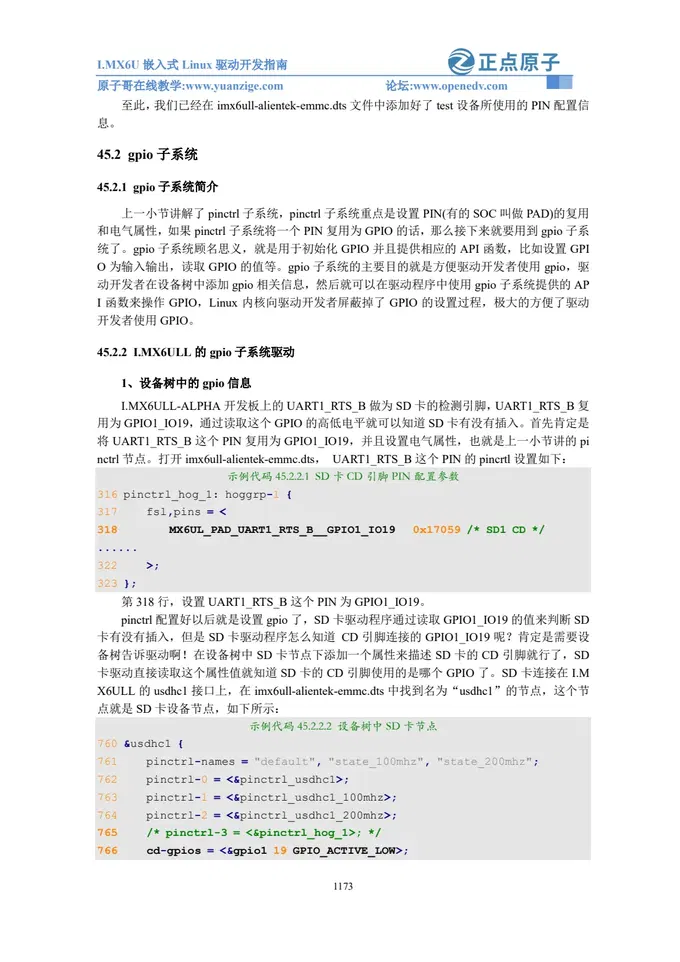 I.MX6U 嵌入式 Linux 驱动开发指南
正点原子
原子哥在线教学:www.yuanzige.com 论坛:www.openedv.com
至此，我们已经在 imx6ull-alientek-emmc.dts 文件中添加好了 test 设备所使用的 PIN 配置信
息。
45.2 gpio 子系统
45.2.1 gpio 子系统简介
上一小节讲解了 pinctrl 子系统，pinctrl 子系统重点是设置 PIN(有的 SOC 叫做 PAD)的复用
和电气属性，如果 pinctrl 子系统将一个 PIN 复用为 GPIO 的话，那么接下来就要用到 gpio 子系
统了。gpio 子系统顾名思义，就是用于初始化 GPIO 并且提供相应的 API 函数，比如设置 GPI
O 为输入输出，读取 GPIO 的值等。gpio 子系统的主要目的就是方便驱动开发者使用 gpio，驱
动开发者在设备树中添加 gpio 相关信息，然后就可以在驱动程序中使用 gpio 子系统提供的 AP
I 函数来操作 GPIO，Linux 内核向驱动开发者屏蔽掉了 GPIO 的设置过程，极大的方便了驱动
开发者使用 GPIO。
45.2.2 I.MX6ULL 的 gpio 子系统驱动
1、设备树中的 gpio 信息
I.MX6ULL-ALPHA 开发板上的 UART1_RTS_B 做为 SD 卡的检测引脚，UART1_RTS_B 复
用为 GPIO1_IO19，通过读取这个 GPIO 的高低电平就可以知道 SD 卡有没有插入。首先肯定是
将 UART1_RTS_B 这个 PIN 复用为 GPIO1_IO19，并且设置电气属性，也就是上一小节讲的 pi
nctrl 节点。打开 imx6ull-alientek-emmc.dts， UART1_RTS_B 这个 PIN 的 pincrtl 设置如下：
示例代码 45.2.2.1 SD 卡 CD 引脚 PIN 配置参数
316 pinctrl_hog_1: hoggrp-1 {
317 fsl,pins = <
318 MX6UL_PAD_UART1_RTS_B__GPIO1_IO19 0x17059 /* SD1 CD */
......
322 >;
323 };
第 318 行，设置 UART1_RTS_B 这个 PIN 为 GPIO1_IO19。
pinctrl 配置好以后就是设置 gpio 了，SD 卡驱动程序通过读取 GPIO1_IO19 的值来判断 SD
卡有没有插入，但是 SD 卡驱动程序怎么知道 CD 引脚连接的 GPIO1_IO19 呢？肯定是需要设
备树告诉驱动啊！在设备树中 SD 卡节点下添加一个属性来描述 SD 卡的 CD 引脚就行了，SD
卡驱动直接读取这个属性值就知道 SD 卡的 CD 引脚使用的是哪个 GPIO 了。SD 卡连接在 I.M
X6ULL 的 usdhc1 接口上，在 imx6ull-alientek-emmc.dts 中找到名为“usdhc1”的节点，这个节
点就是 SD 卡设备节点，如下所示：
示例代码 45.2.2.2 设备树中 SD 卡节点
760 &usdhc1 {
761 pinctrl-names = "default", "state_100mhz", "state_200mhz";
762 pinctrl-0 = <&pinctrl_usdhc1>;
763 pinctrl-1 = <&pinctrl_usdhc1_100mhz>;
764 pinctrl-2 = <&pinctrl_usdhc1_200mhz>;
765 /* pinctrl-3 = <&pinctrl_hog_1>; */
766 cd-gpios = <&gpio1 19 GPIO_ACTIVE_LOW>;
1173